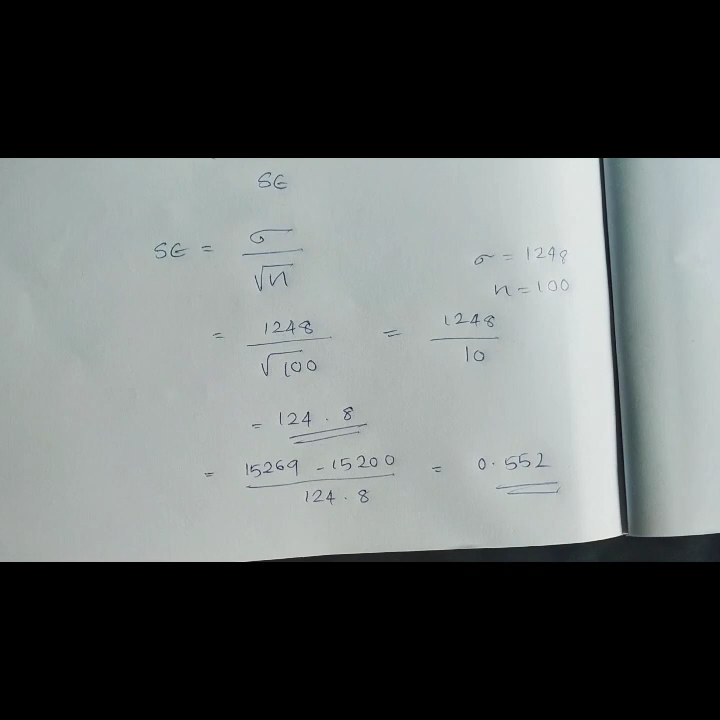 SE
SE = σ / √n
σ = 1248
n = 100
= 1248 / √100 = 1248 / 10
= 124.8
= 15269 - 15200 / 124.8 = 0.552